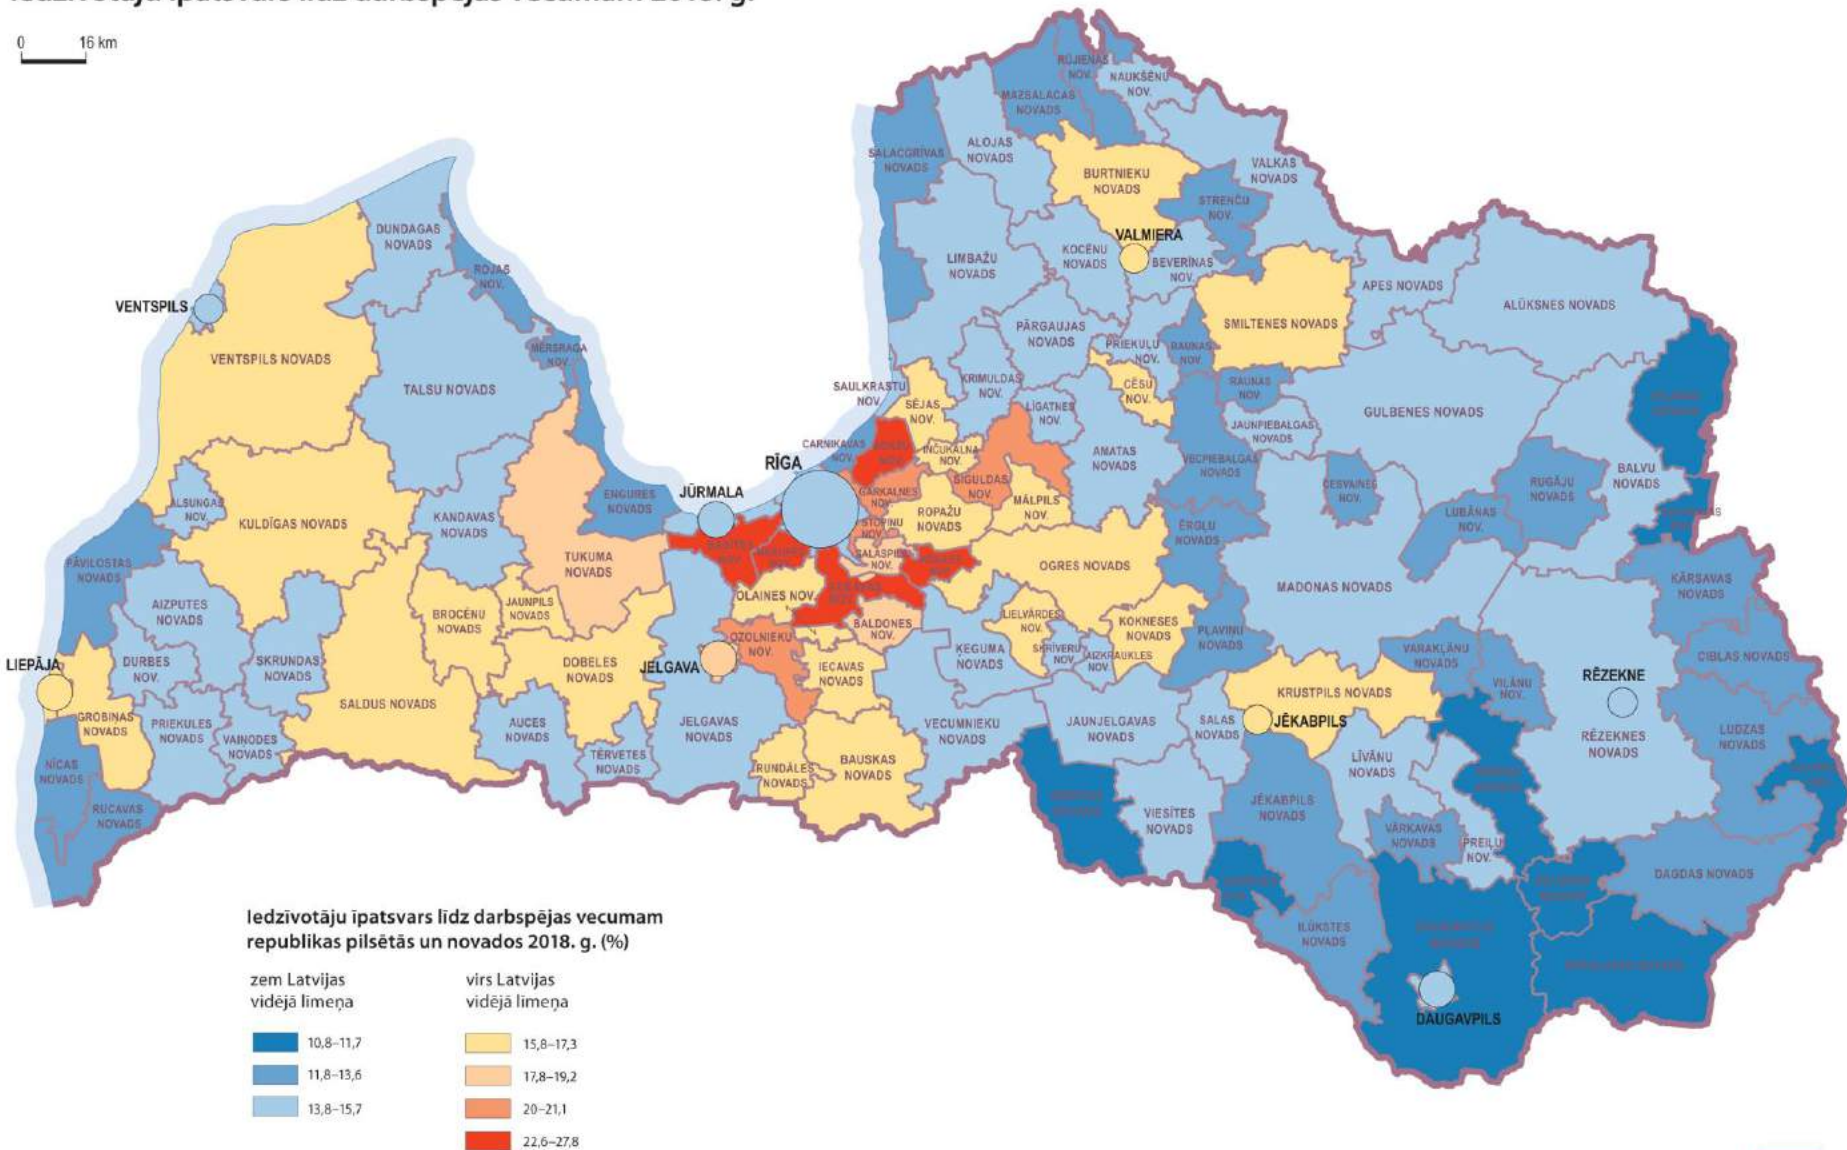 0 16 km
RŪJIENAS
NOV.
NAUKŠĒNU
NOV.
MAZSALACAS
NOVADS
ALOJAS
NOVADS
SALACGRĪVAS
NOVADS
BURTNIEKU
NOVADS
VALKAS
NOVADS
STRENČU
NOV.
VALMIERA
KOCĒNU
NOVADS
BEVERĪNAS
NOV.
LIMBAŽU
NOVADS
DUNDAGAS
NOVADS
ROJAS
NOV.
VENTSPILS
VENTSPILS NOVADS
MĒRSRAGA
NOV.
TALSU NOVADS
APES NOVADS
ALŪKSNES NOVADS
SMILTENES NOVADS
PĀRGAUJAS
NOVADS
PRIEKUĻU
NOV.
RAUNAS
NOV.
RAUNAS
NOV.
CĒSU
NOV.
KRIMULDAS
NOV.
SAULKRASTU
NOV.
SĒJAS
NOV.
LĪGATNES
NOV.
GULBENES NOVADS
JAUNPIEBALGAS
NOVADS
AMATAS
NOVADS
VECPIEBALGAS
NOVADS
CARNIKAVAS
NOV.
INČUKALNA
NOV.
RĪGA
SIGULDAS
NOV.
MĀLPILS
NOV.
GARKALNES
NOV.
ROPAŽU
NOVADS
STOPIŅU
NOV.
SALASPILS
NOV.
CESVAINES
NOV.
LUBĀNAS
NOV.
RUGĀJU
NOVADS
BALVU
NOVADS
ALSUNGAS
NOV.
KULDĪGAS NOVADS
KANDAVAS
NOVADS
ENGURES
NOVADS
JŪRMALA
TUKUMA
NOVADS
PĀVILOSTAS
NOVADS
AIZPUTES
NOVADS
BROCĒNU
NOVADS
JAUNPILS
NOVADS
OLAINES NOV.
BALDONES
NOV.
OGRES NOVADS
ĒRGĻU
NOVADS
MADONAS NOVADS
KĀRSAVAS
NOVADS
LIELVĀRDES
NOV.
KOKNESES
NOVADS
PĻAVIŅU
NOVADS
SKRĪVERU
NOV.
AIZKRAUKLES
NOV.
VARAKĻĀNU
NOVADS
CIBLAS NOVADS
LIEPĀJA
DURBES
NOV.
SKRUNDAS
NOVADS
DOBELES
NOVADS
JELGAVA
OZOLNIEKU
NOV.
IECAVAS
NOVADS
ĶEGUMA
NOVADS
VIĻĀNU
NOV.
RĒZEKNE
KRUSTPILS NOVADS
JĒKABPILS
GROBIŅAS
NOVADS
PRIEKULES
NOVADS
VAIŅODES
NOVADS
SALDUS NOVADS
AUCES
NOVADS
TĒRVETES
NOVADS
JELGAVAS
NOVADS
VECUMNIEKU
NOVADS
JAUNJELGAVAS
NOVADS
SALAS
NOVADS
RĒZEKNES
NOVADS
LUDZAS
NOVADS
NĪCAS
NOVADS
RUCAVAS
NOVADS
RUNDĀLES
NOVADS
BAUSKAS
NOVADS
LĪVĀNU
NOVADS
VIESĪTES
NOVADS
JĒKABPILS
NOVADS
VĀRKAVAS
NOVADS
PREIĻU
NOV.
DAGDAS NOVADS
ILŪKSTES
NOVADS
DAUGAVPILS
Iedzīvotāju īpatsvars līdz darbspējas vecumam
republikas pilsētās un novados 2018. g. (%)
zem Latvijas
vidējā līmeņa
virs Latvijas
vidējā līmeņa
10,8–11,7
11,8–13,6
13,8–15,7
15,8–17,3
17,8–19,2
20–21,1
22,6–27,8